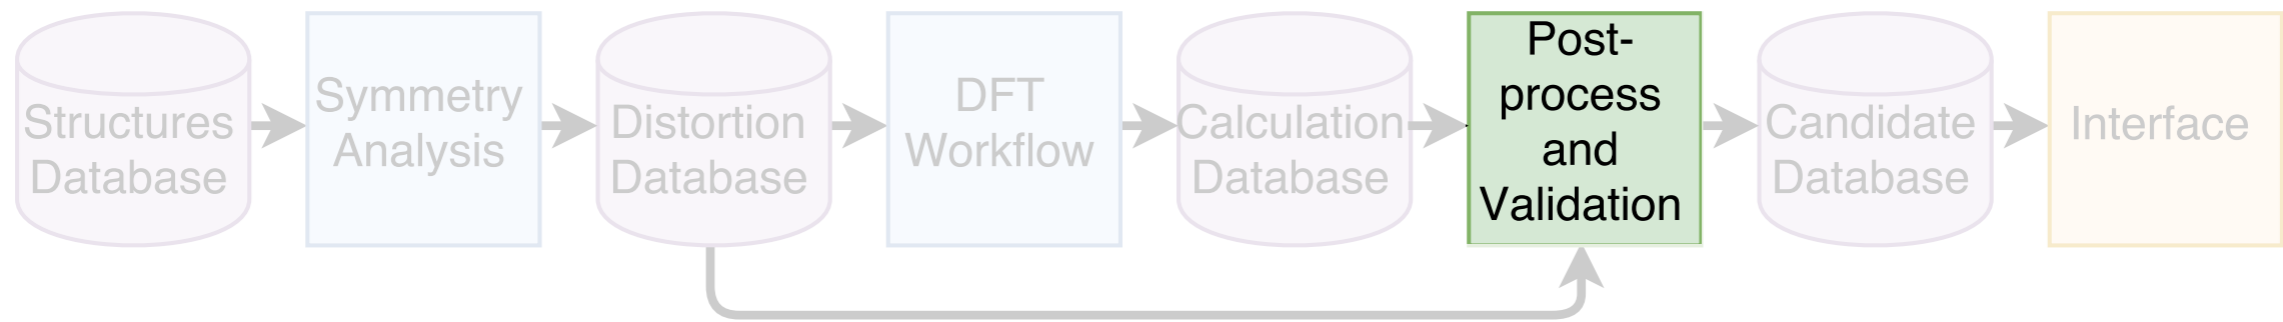 Structures
Database
Symmetry
Analysis
Distortion
Database
DFT
Workflow
Calculation
Database
Post-
process
and
Validation
Candidate
Database
Interface